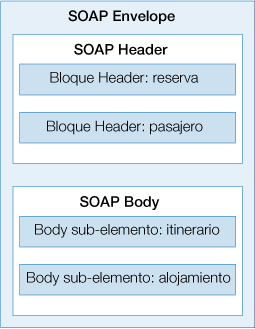 SOAP Envelope
SOAP Header
Bloque Header: reserva
Bloque Header: pasajero
SOAP Body
Body sub-elemento: itinerario
Body sub-elemento: alojamiento